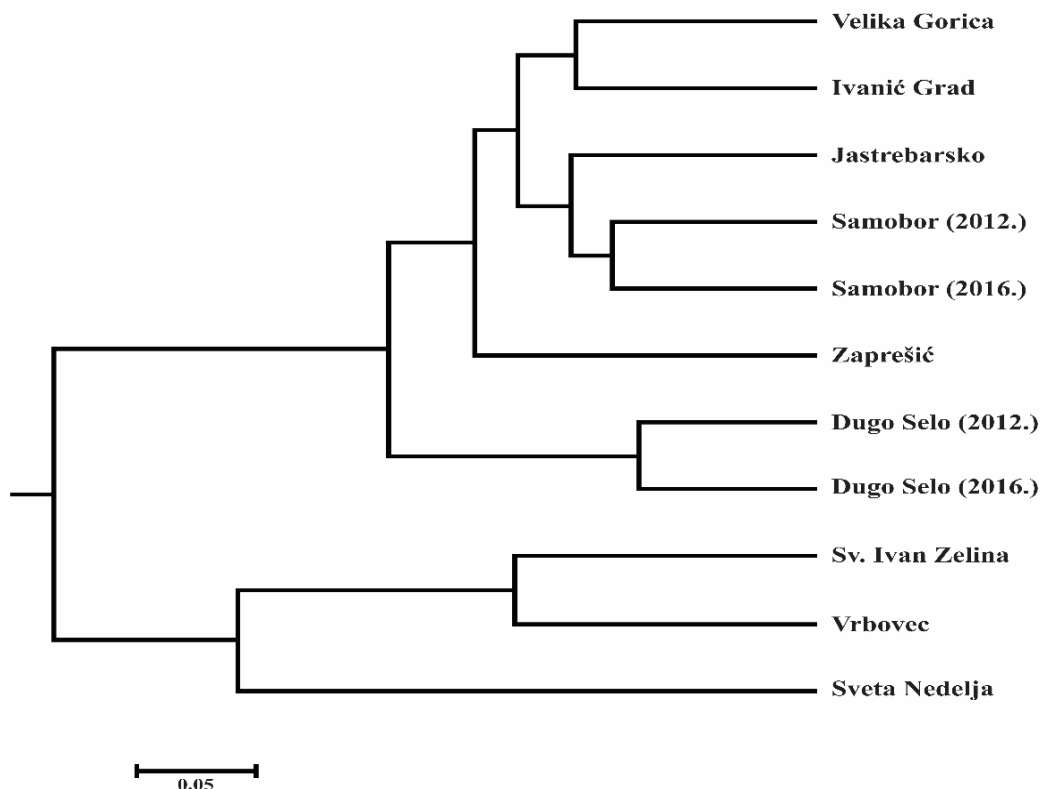 Velika Gorica
Ivanić Grad
Jastrebarsko
Samobor (2012.)
Samobor (2016.)
Zaprešić
Dugo Selo (2012.)
Dugo Selo (2016.)
Sv. Ivan Zelina
Vrbovec
Sveta Nedelja
0.05